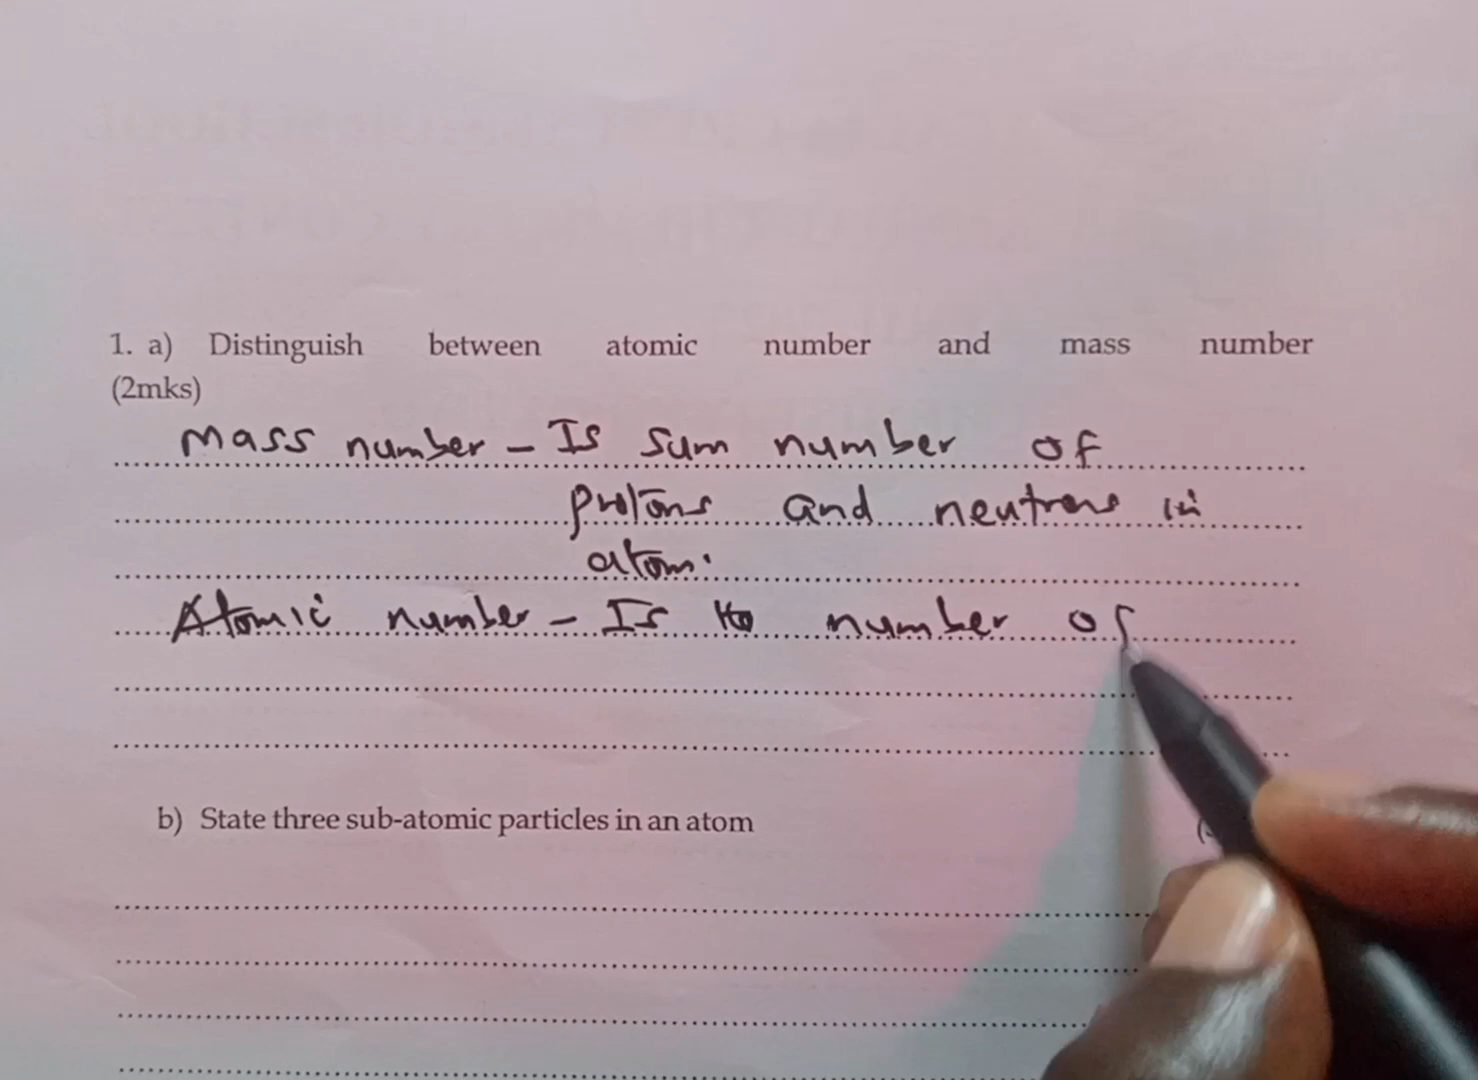 1. a) Distinguish between atomic number and mass number
(2mks)
Mass number - Is sum number of
protons and neutrons in
atom.
Atomic number - Is the number of
b) State three sub-atomic particles in an atom